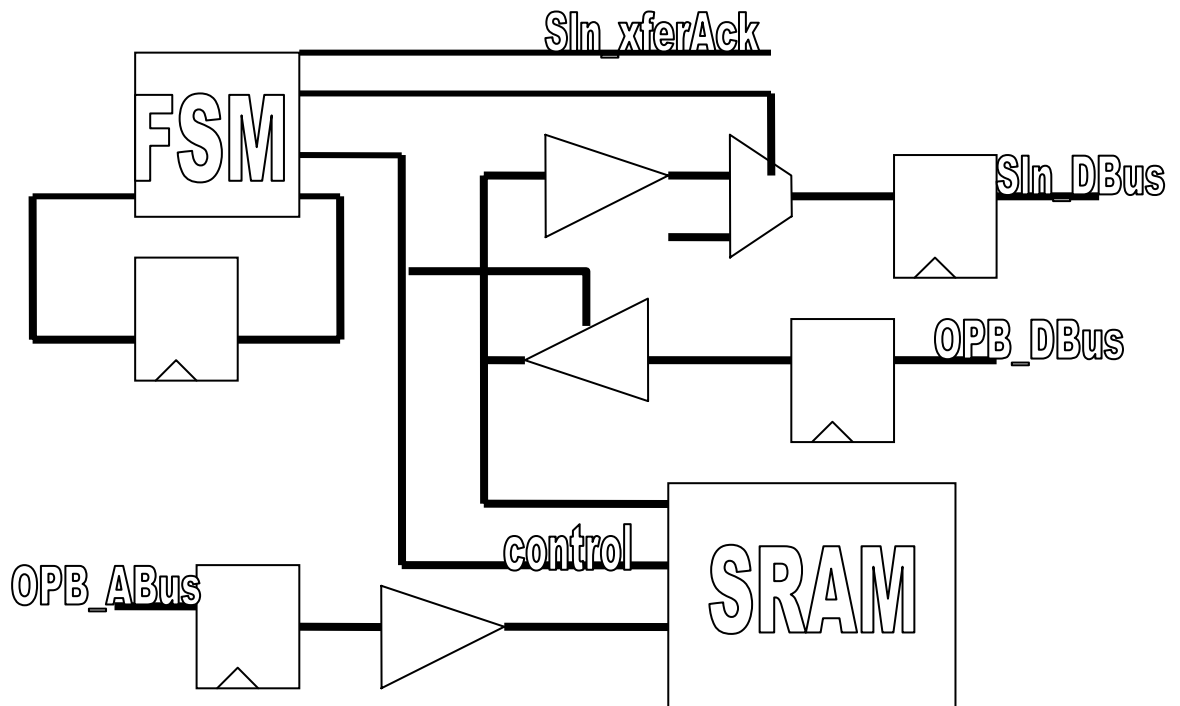 Sln_xferAck
FSM
Sln_DBus
OPB_DBus
control
SRAM
OPB_ABus